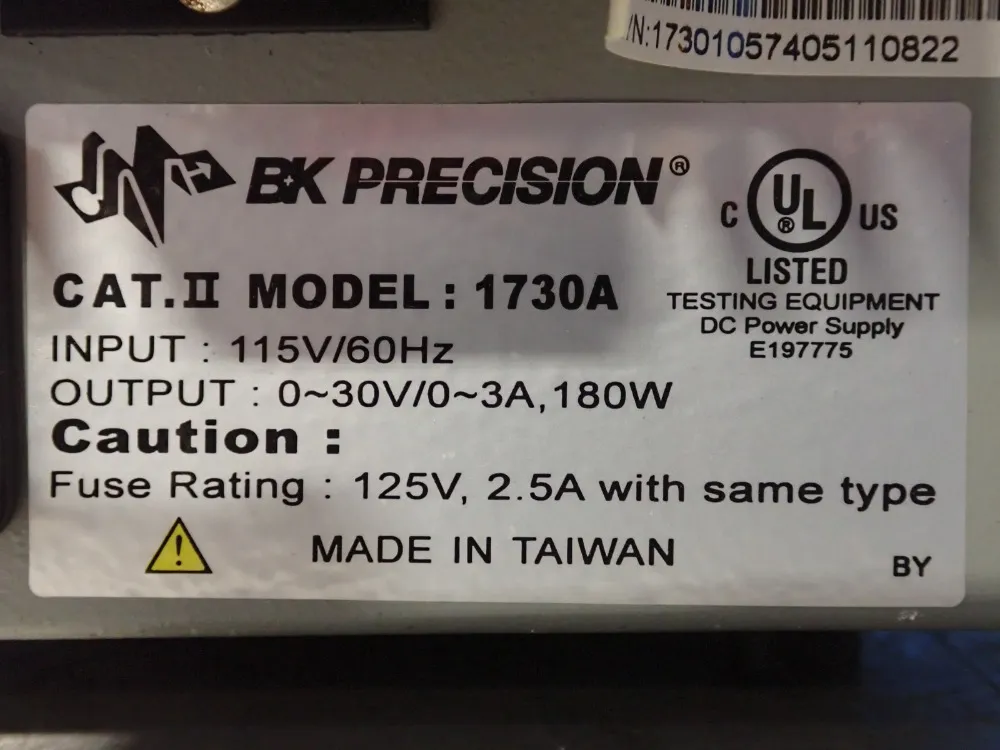 /N:17301057405110822
B+K PRECISION®
C UL® US
LISTED
TESTING EQUIPMENT
DC Power Supply
E197775
CAT.II MODEL : 1730A
INPUT : 115V/60Hz
OUTPUT : 0~30V/0~3A,180W
Caution :
Fuse Rating : 125V, 2.5A with same type
MADE IN TAIWAN
BY